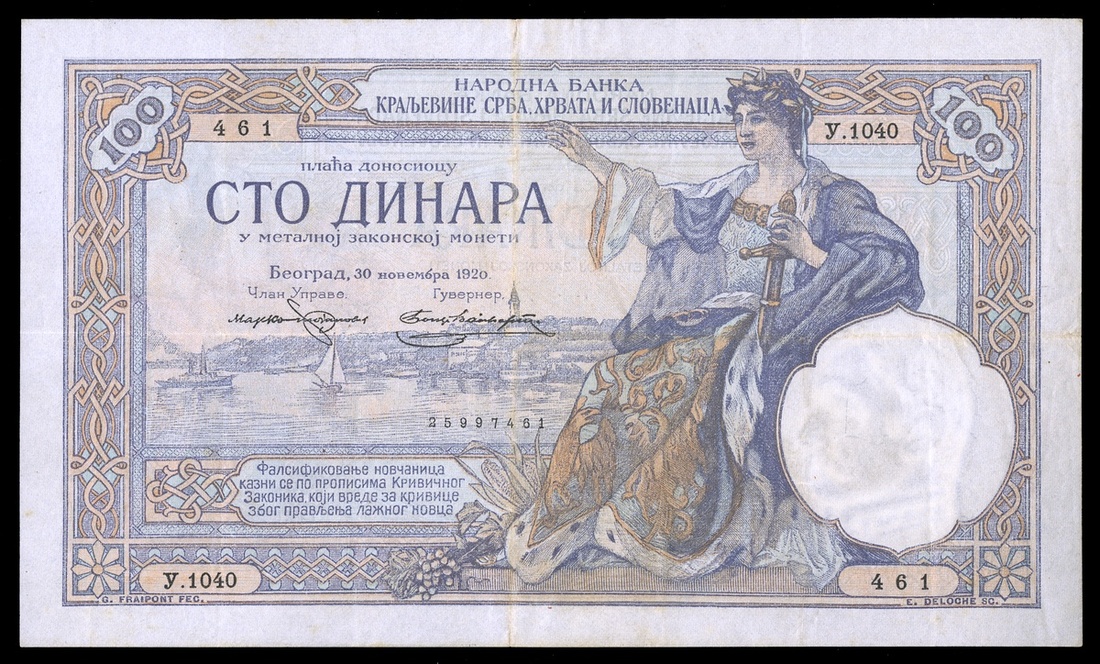 100
НАРОДНА БАНКА
КРАЉЕВИНЕ СРБА, ХРВАТА И СЛОВЕНАЦА
100
461
У.1040
плаћа доносиоцу
СТО ДИНАРА
у металној законској монети
Београд, 30 новембра 1920.
Члан Управе. Гувернер.
25997461
Фалсификовање новчаница
казни се по прописима Кривичног
Законика, који вреде за кривице
због прављења лажног новца
У.1040
461
G. FRAIPONT FEC.
E. DELOCHE SC.